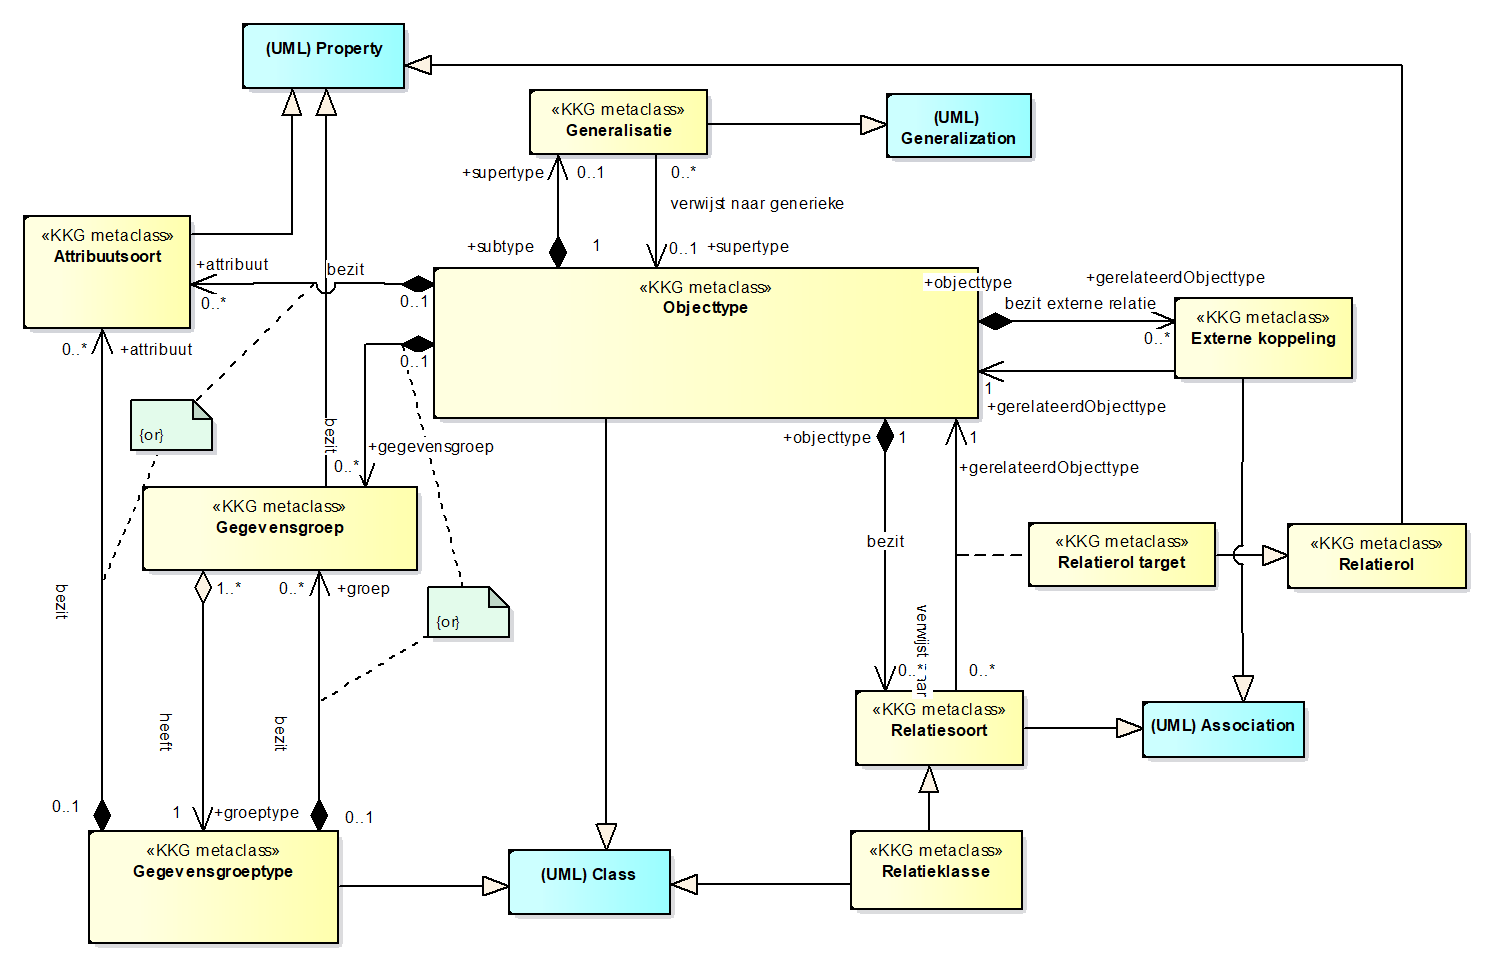 (UML) Property
«KKG metaclass»
Generalisatie
(UML)
Generalization
+supertype
0..1
0..*
verwijst naar generieke
+subtype
1
0..1
+supertype
«KKG metaclass»
Attribuutsoort
+attribuut
0..*
bezit
0..1
«KKG metaclass»
Objecttype
+objecttype
+gerelateerdObjecttype
bezit externe relatie
0..*
«KKG metaclass»
Externe koppeling
1
+gerelateerdObjecttype
0..*
+attribuut
0..1
{or}
bezit
+gegevensgroep
0..*
+objecttype
1
1
+gerelateerdObjecttype
«KKG metaclass»
Gegevensgroep
bezit
«KKG metaclass»
Relatierol target
«KKG metaclass»
Relatierol
1..*
0..*
+groep
bezit
{or}
verwijst naar
0..*
0..*
heeft
bezit
«KKG metaclass»
Relatiesoort
(UML) Association
0..1
1
+groeptype
0..1
«KKG metaclass»
Gegevensgroeptype
(UML) Class
«KKG metaclass»
Relatieklasse